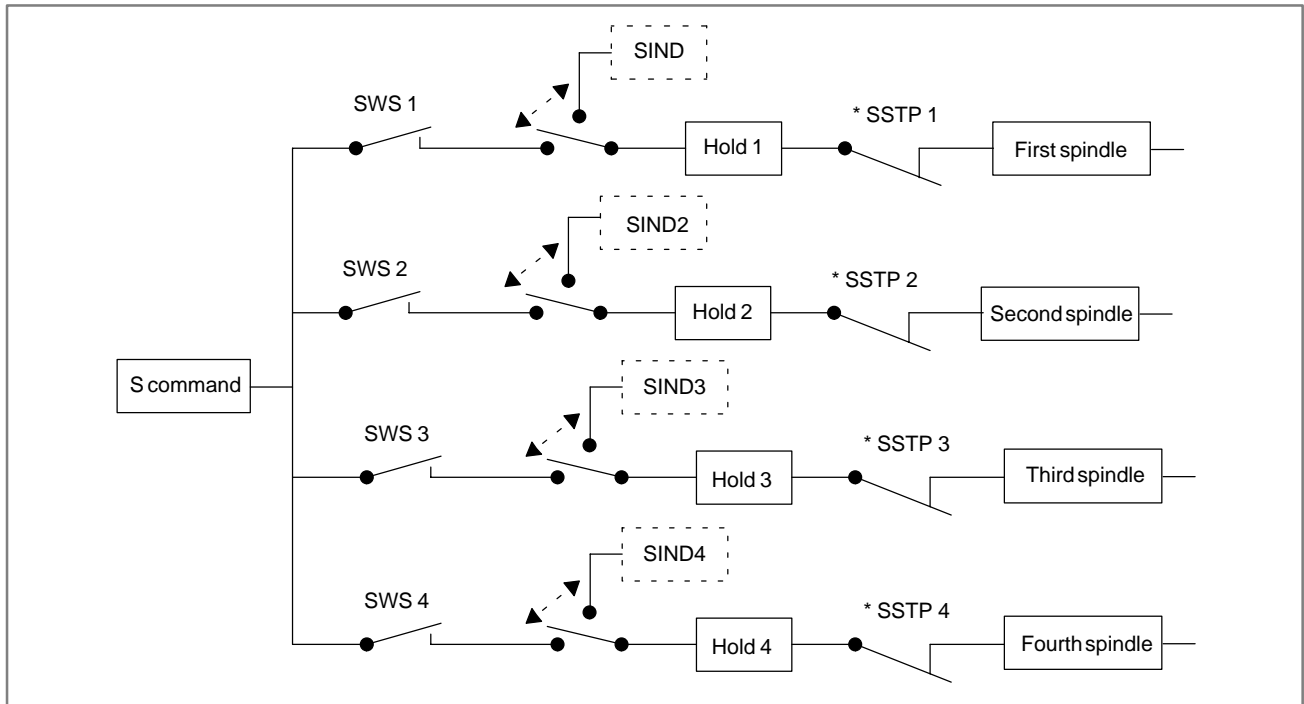 SIND
SWS 1
* SSTP 1
Hold 1
First spindle
SIND2
SWS 2
* SSTP 2
Hold 2
Second spindle
S command
SIND3
SWS 3
* SSTP 3
Hold 3
Third spindle
SIND4
SWS 4
* SSTP 4
Hold 4
Fourth spindle